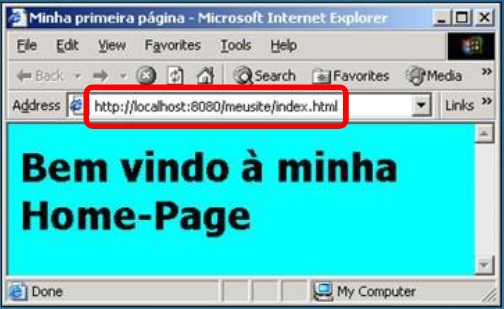 Minha primeira página - Microsoft Internet Explorer
File Edit View Favorites Tools Help
Back Search Favorites Media »
Address http://localhost:8080/meusite/index.html Links »
Bem vindo à minha
Home-Page
Done My Computer